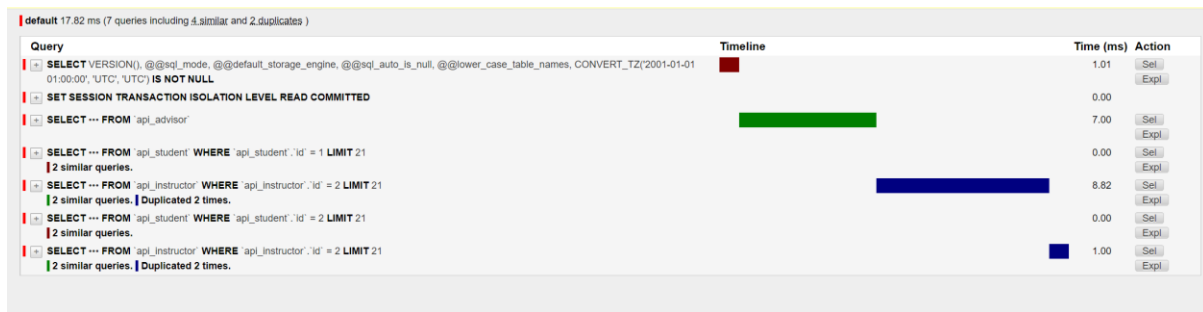 default 17.82 ms (7 queries including 4 similar and 2 duplicates )
Query Timeline Time (ms) Action
+ SELECT VERSION(), @@sql_mode, @@default_storage_engine, @@sql_auto_is_null, @@lower_case_table_names, CONVERT_TZ('2001-01-01 1.01 Sel
01:00:00', 'UTC', 'UTC') IS NOT NULL Expl
+ SET SESSION TRANSACTION ISOLATION LEVEL READ COMMITTED 0.00
+ SELECT ••• FROM `api_advisor` 7.00 Sel
Expl
+ SELECT ••• FROM `api_student` WHERE `api_student`.`id` = 1 LIMIT 21 0.00 Sel
2 similar queries. Expl
+ SELECT ••• FROM `api_instructor` WHERE `api_instructor`.`id` = 2 LIMIT 21 8.82 Sel
2 similar queries. Duplicated 2 times. Expl
+ SELECT ••• FROM `api_student` WHERE `api_student`.`id` = 2 LIMIT 21 0.00 Sel
2 similar queries. Expl
+ SELECT ••• FROM `api_instructor` WHERE `api_instructor`.`id` = 2 LIMIT 21 1.00 Sel
2 similar queries. Duplicated 2 times. Expl